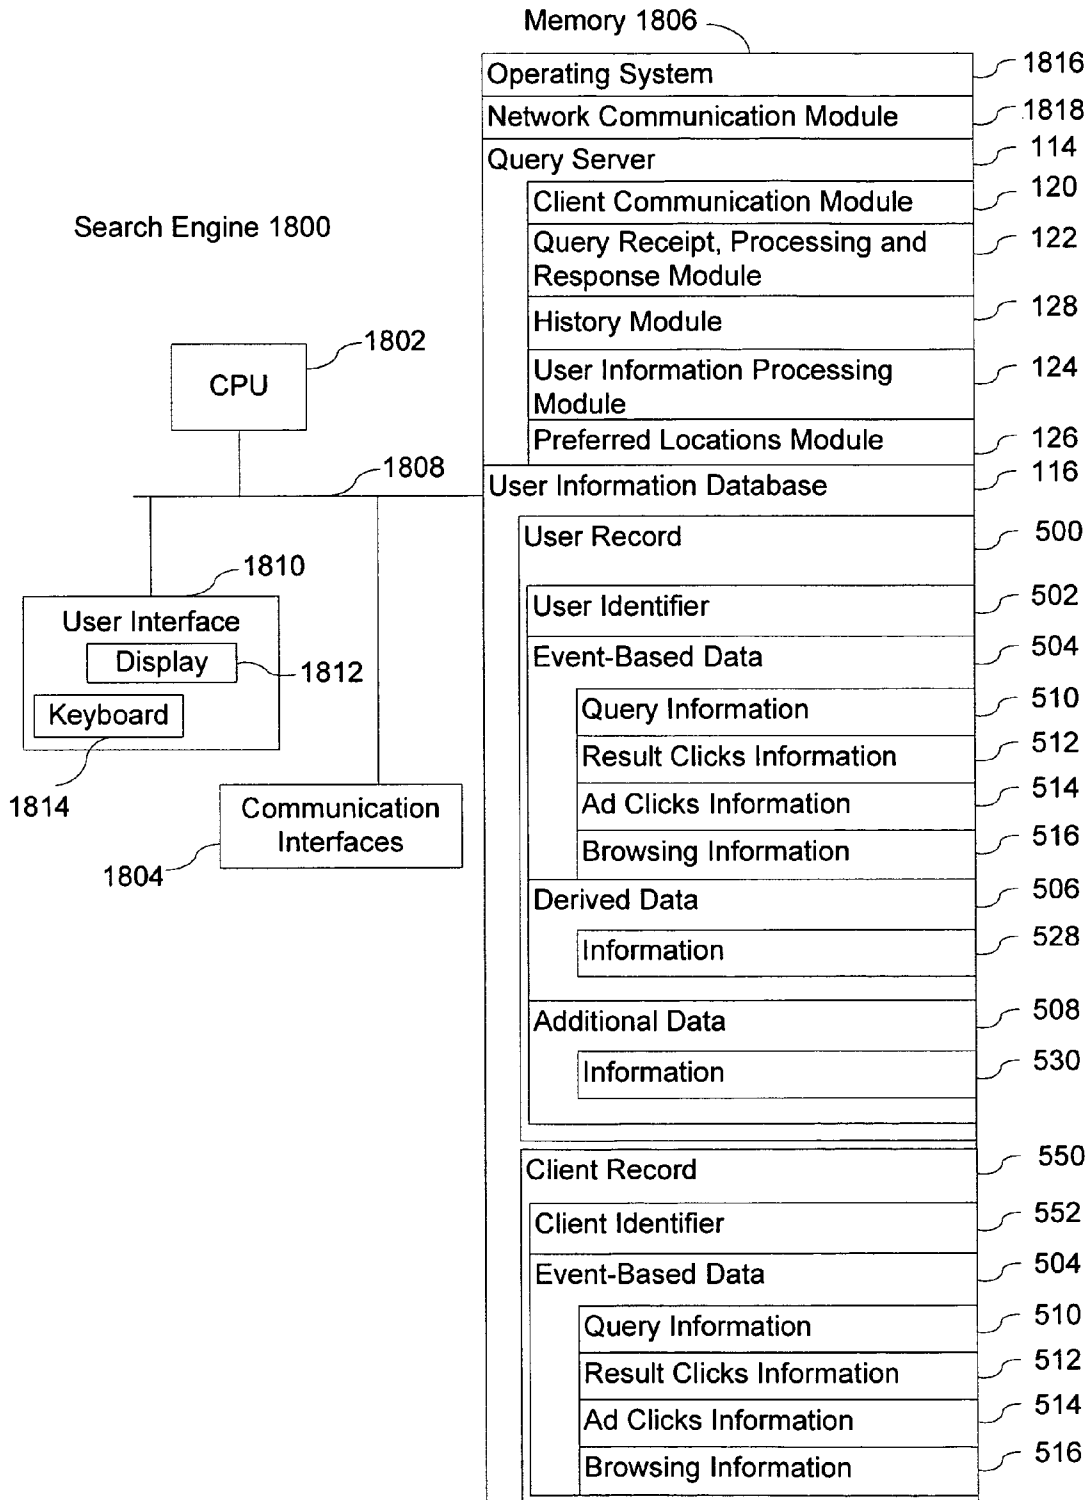 Memory 1806
Operating System
1816
Network Communication Module
1818
Query Server
114
Client Communication Module
120
Query Receipt, Processing and
Response Module
122
History Module
128
User Information Processing
Module
124
Preferred Locations Module
126
User Information Database
116
User Record
500
User Identifier
502
Event-Based Data
504
Query Information
510
Result Clicks Information
512
Ad Clicks Information
514
Browsing Information
516
Derived Data
506
Information
528
Additional Data
508
Information
530
Client Record
550
Client Identifier
552
Event-Based Data
504
Query Information
510
Result Clicks Information
512
Ad Clicks Information
514
Browsing Information
516
Search Engine 1800
CPU
1802
1808
1810
User Interface
Display
1812
Keyboard
1814
Communication
Interfaces
1804